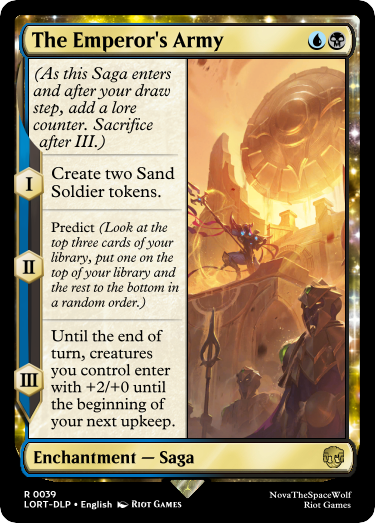 The Emperor's Army
(As this Saga enters
and after your draw
step, add a lore
counter. Sacrifice
after III.)
I
Create two Sand
Soldier tokens.
II
Predict (Look at the
top three cards of your
library, put one on the
top of your library and
the rest to the bottom in
a random order.)
III
Until the end of
turn, creatures
you control enter
with +2/+0 until
the beginning of
your next upkeep.
Enchantment — Saga
R 0039
LORT-DLP • English Riot Games
NovaTheSpaceWolf
Riot Games